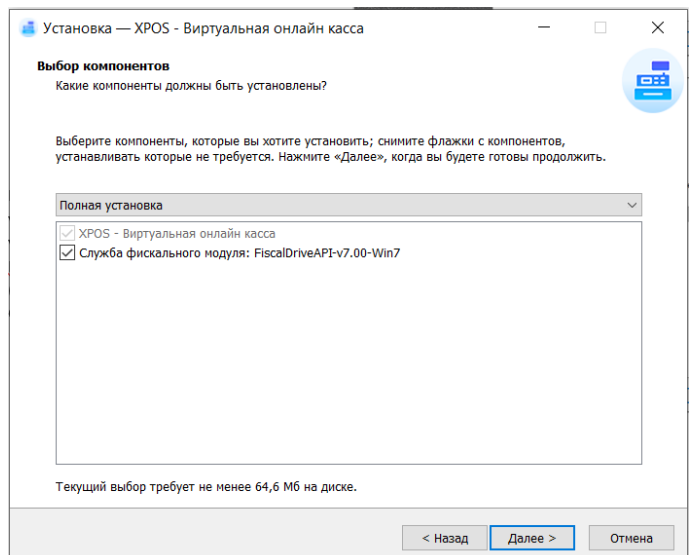 Установка — XPOS - Виртуальная онлайн касса
Выбор компонентов
Какие компоненты должны быть установлены?
Выберите компоненты, которые вы хотите установить; снимите флажки с компонентов,
устанавливать которые не требуется. Нажмите «Далее», когда вы будете готовы продолжить.
Полная установка
XPOS - Виртуальная онлайн касса
Служба фискального модуля: FiscalDriveAPI-v7.00-Win7
Текущий выбор требует не менее 64,6 Мб на диске.
< Назад Далее > Отмена